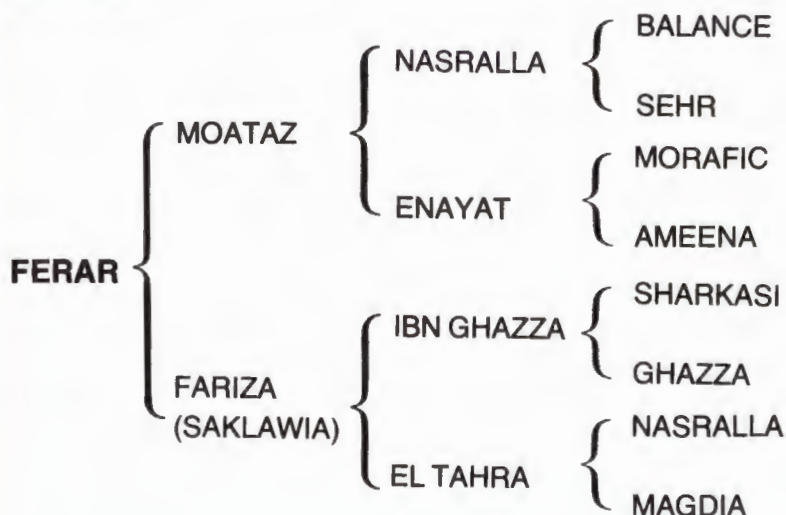 BALANCE
NASRALLA
SEHR
MOATAZ
MORAFIC
ENAYAT
AMEENA
FERAR
SHARKASI
IBN GHAZZA
GHAZZA
FARIZA
(SAKLAWIA)
NASRALLA
EL TAHRA
MAGDIA